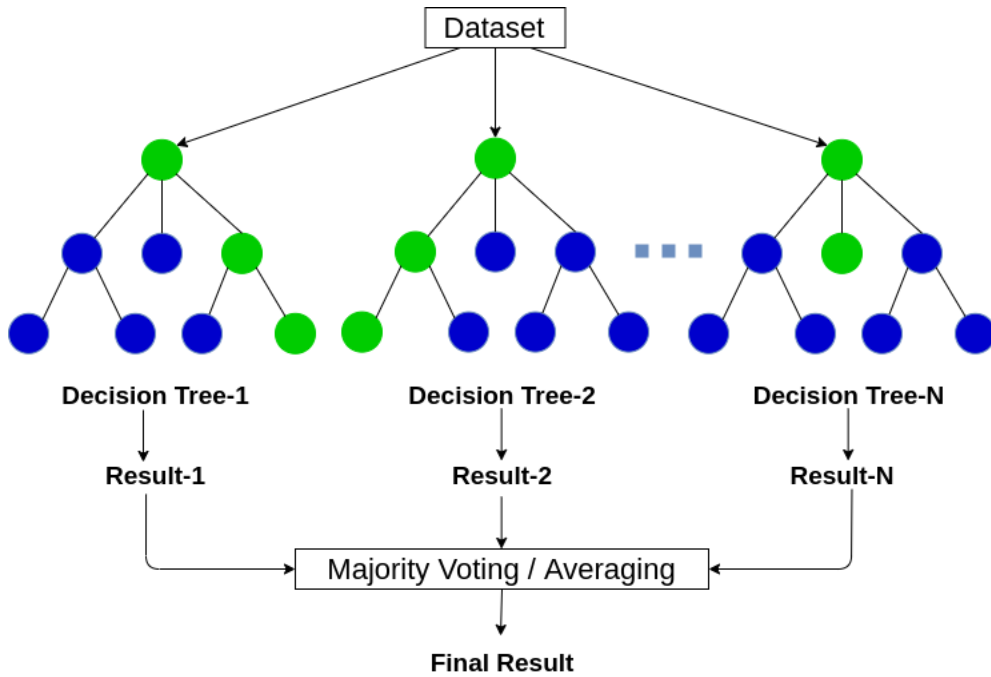 Dataset
Decision Tree-1
Decision Tree-2
Decision Tree-N
Result-1
Result-2
Result-N
Majority Voting / Averaging
Final Result